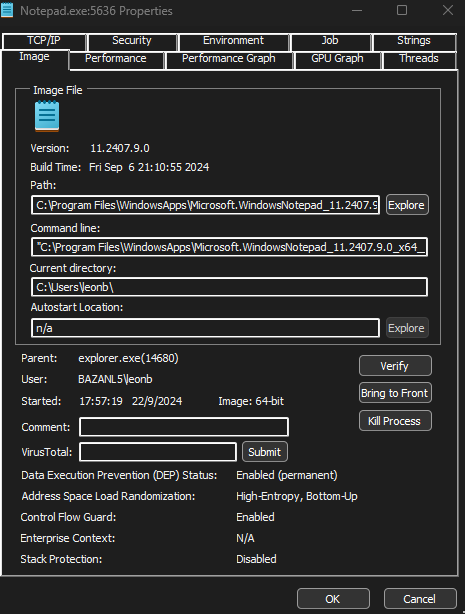 Notepad.exe:5636 Properties
TCP/IP Security Environment Job Strings
Image Performance Performance Graph GPU Graph Threads
Image File
Version: 11.2407.9.0
Build Time: Fri Sep 6 21:10:55 2024
Path:
C:\Program Files\WindowsApps\Microsoft.WindowsNotepad_11.2407.9 Explore
Command line:
"C:\Program Files\WindowsApps\Microsoft.WindowsNotepad_11.2407.9.0_x64_
Current directory:
C:\Users\leonb\
Autostart Location:
n/a Explore
Parent: explorer.exe(14680)
Verify
User: BAZANL5\leonb
Bring to Front
Started: 17:57:19 22/9/2024 Image: 64-bit
Kill Process
Comment:
VirusTotal: Submit
Data Execution Prevention (DEP) Status: Enabled (permanent)
Address Space Load Randomization: High-Entropy, Bottom-Up
Control Flow Guard: Enabled
Enterprise Context: N/A
Stack Protection: Disabled
OK Cancel